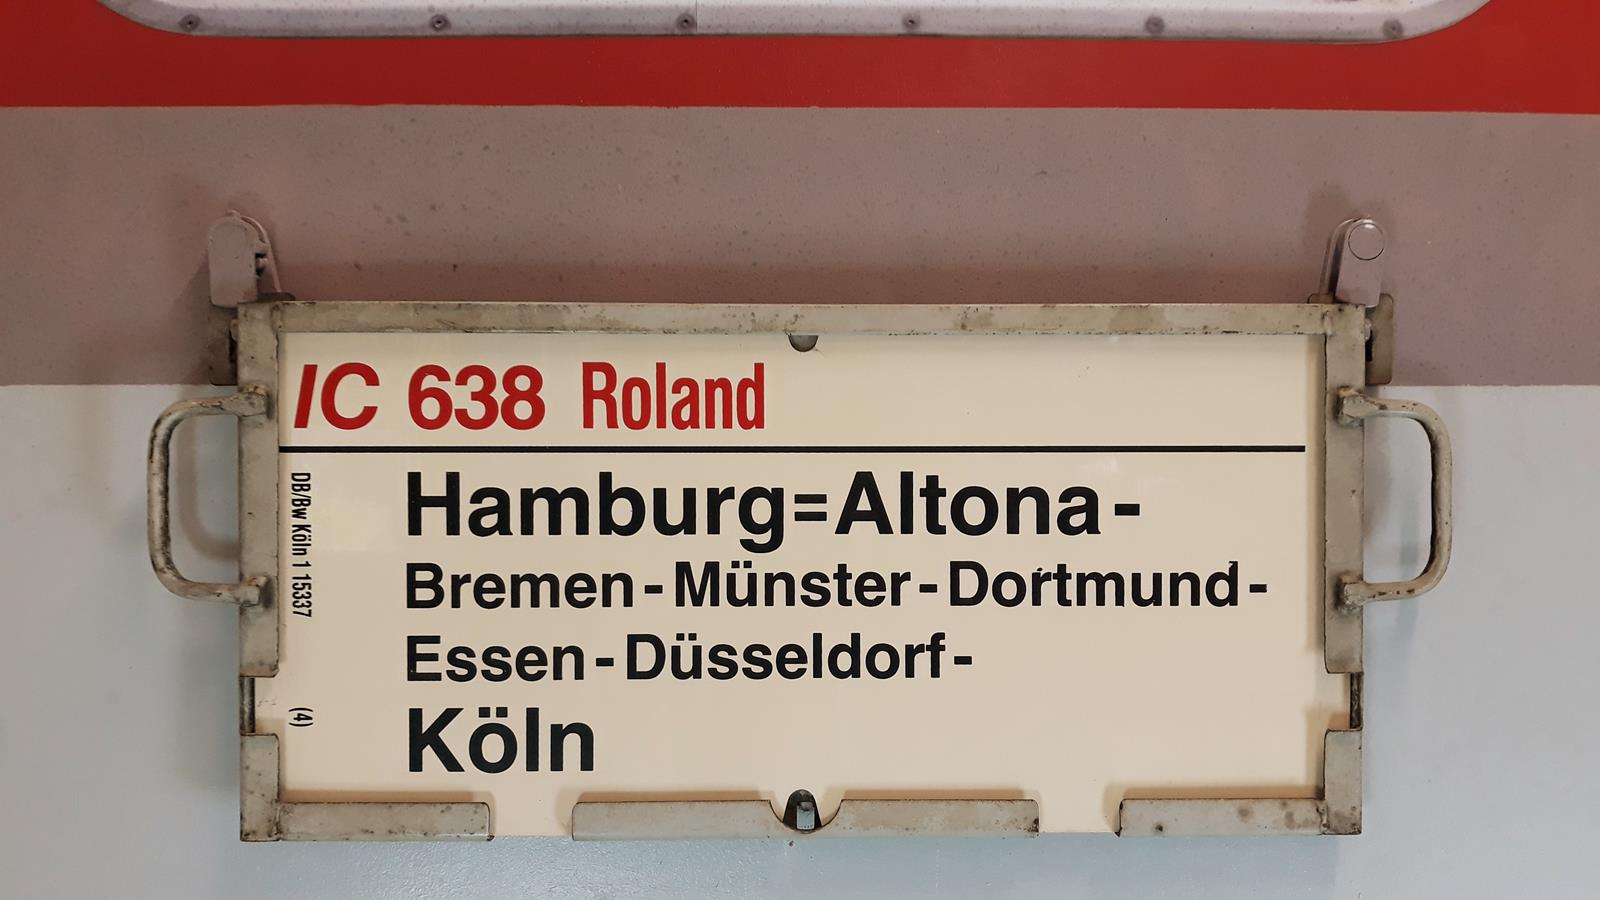 IC 638 Roland
Hamburg=Altona-
Bremen-Münster-Dortmund-
Essen-Düsseldorf-
Köln
DB/Bw Köln 1 15337
(4)